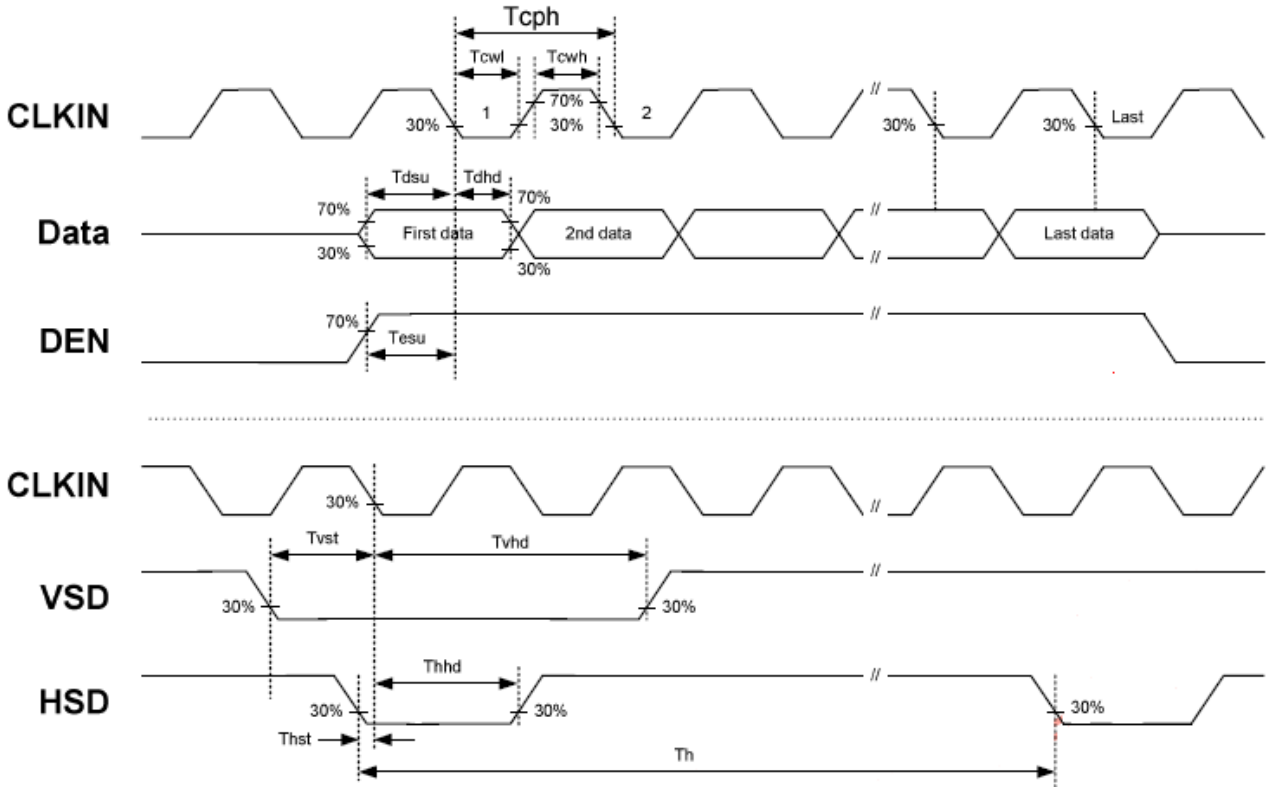 Tcph
Tcwl Tcwh
CLKIN 30% 1 70% 30% 2 // 30% 30% Last
Tdsu Tdhd
Data 70% 30% First data 70% 30% 2nd data // // Last data
DEN 70% Tesu //
CLKIN 30% //
Tvst Tvhd
VSD 30% 30% //
Thhd
HSD 30% 30% // 30%
Thst
Th